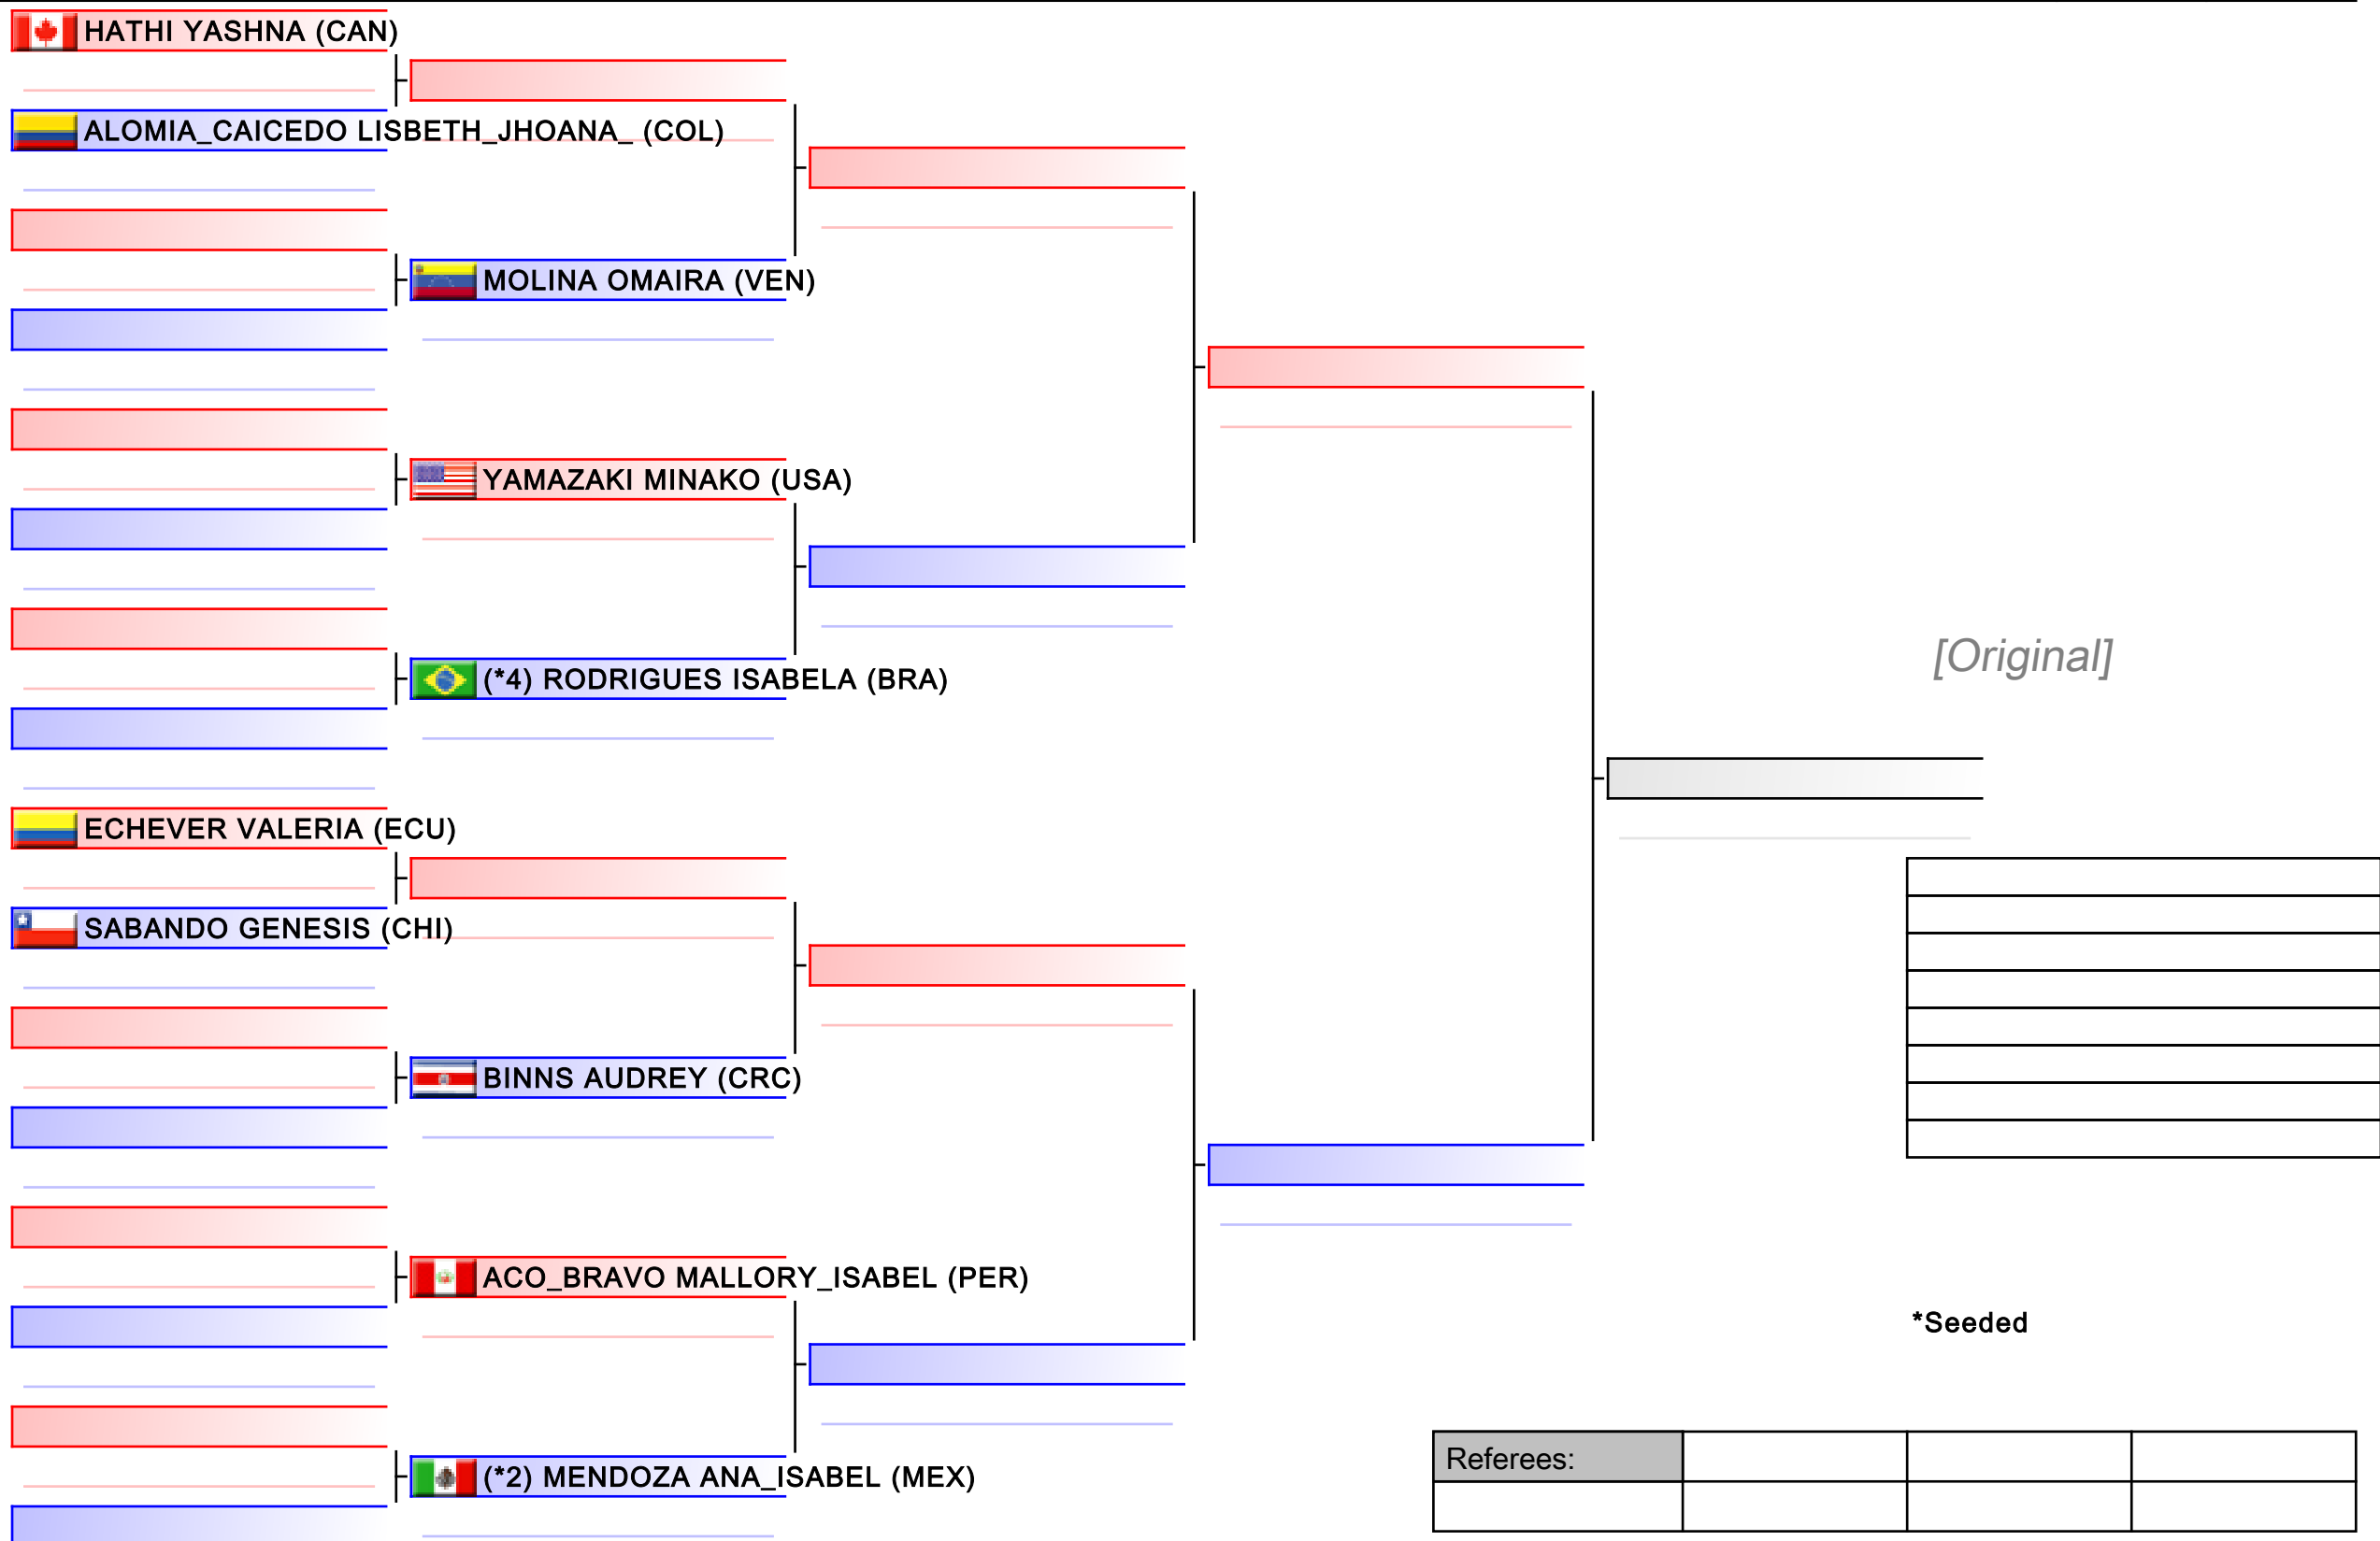 HATHI YASHNA (CAN)
ALOMIA_CAICEDO LISBETH_JHOANA_ (COL)
MOLINA OMAIRA (VEN)
YAMAZAKI MINAKO (USA)
[Original]
(*4) RODRIGUES ISABELA (BRA)
ECHEVER VALERIA (ECU)
SABANDO GENESIS (CHI)
BINNS AUDREY (CRC)
ACO_BRAVO MALLORY_ISABEL (PER)
*Seeded
Referees:
(*2) MENDOZA ANA_ISABEL (MEX)